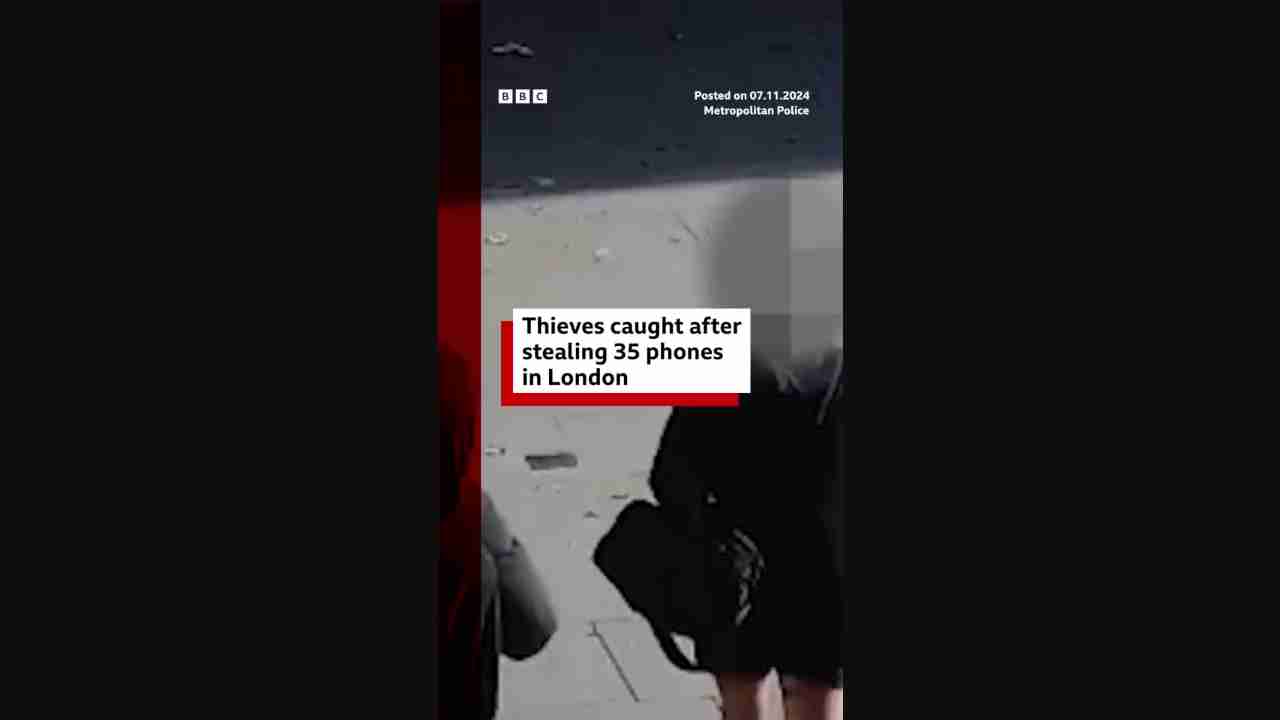 BBC
Posted on 07.11.2024
Metropolitan Police
Thieves caught after
stealing 35 phones
in London